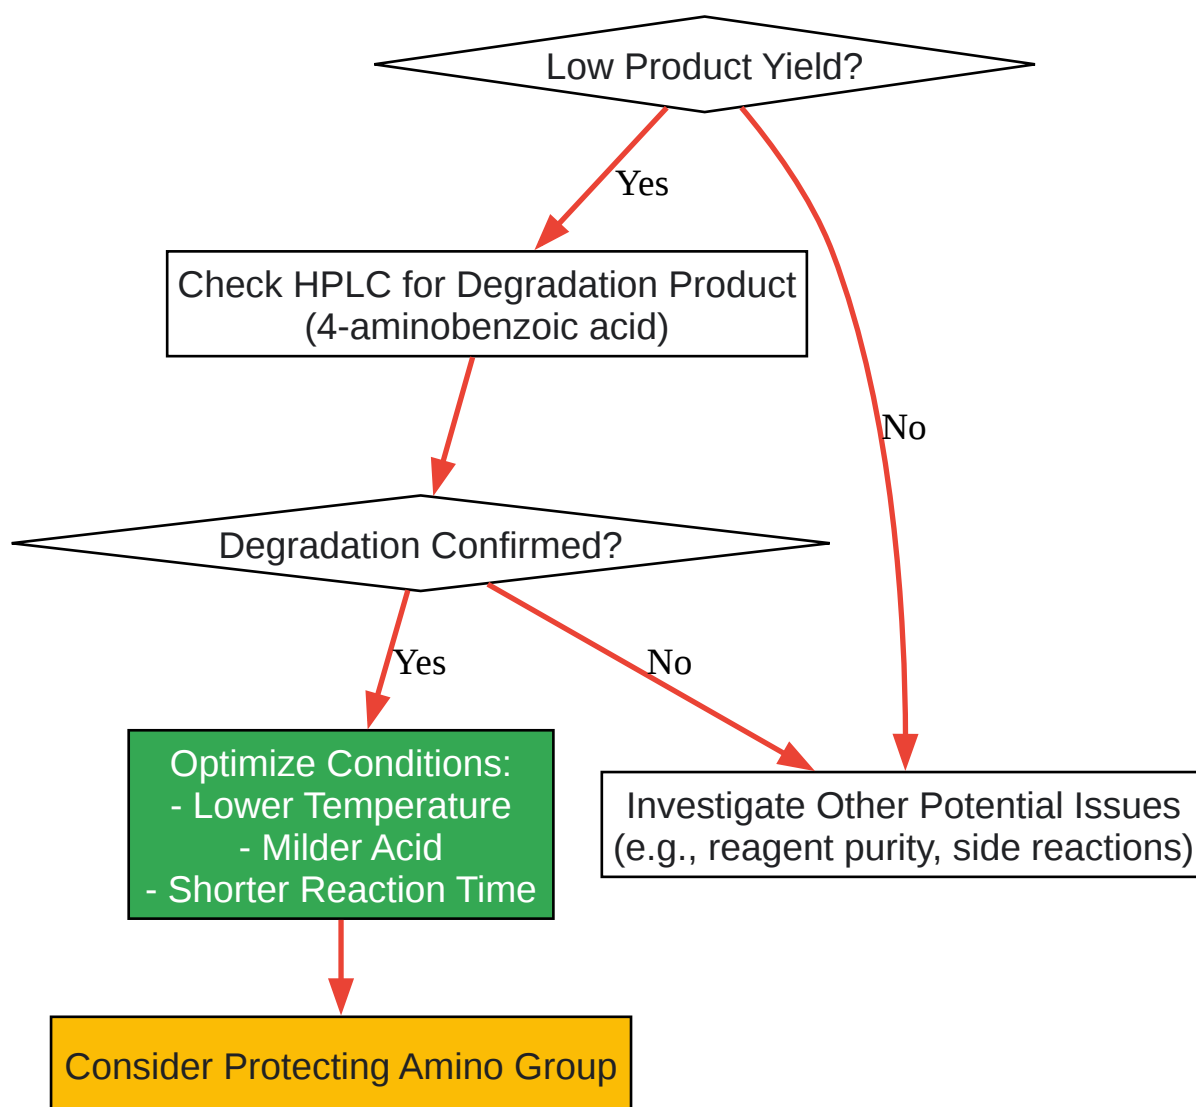 Low Product Yield?
Yes
Check HPLC for Degradation Product
(4-aminobenzoic acid)
No
Degradation Confirmed?
Yes
No
Optimize Conditions:
- Lower Temperature
- Milder Acid
- Shorter Reaction Time
Investigate Other Potential Issues
(e.g., reagent purity, side reactions)
Consider Protecting Amino Group